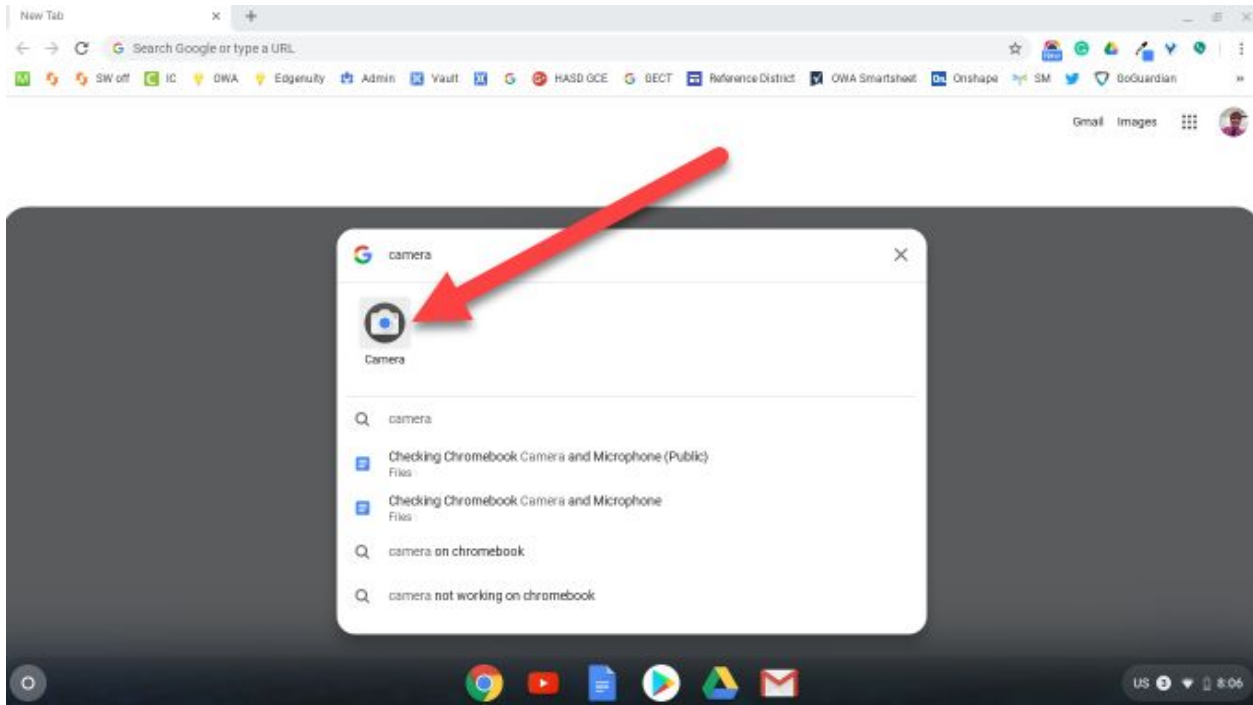 New Tab
Search Google or type a URL
SW off IC OWA Edgenuity Admin Vault HASD GCE GECT Reference District OWA Smartsheet Onshape SM GoGuardian
Gmail Images
camera
Camera
camera
Checking Chromebook Camera and Microphone (Public)
Files
Checking Chromebook Camera and Microphone
Files
camera on chromebook
camera not working on chromebook
US 3 8:06